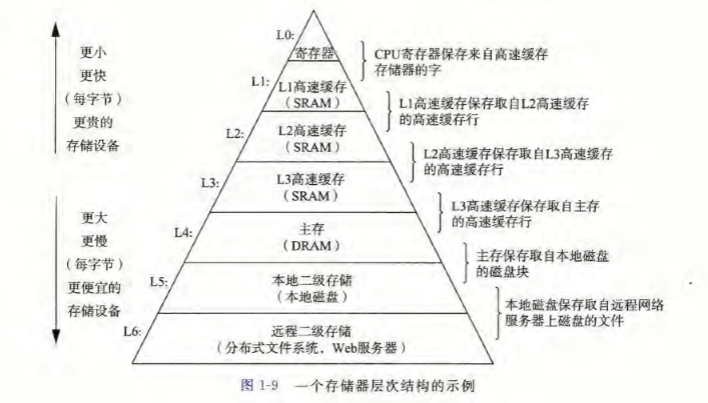 更小
更快
（每字节）
更贵的
存储设备
更大
更慢
（每字节）
更便宜的
存储设备
L0:
寄存器
L1:
L1高速缓存
（SRAM）
L2:
L2高速缓存
（SRAM）
L3:
L3高速缓存
（SRAM）
L4:
主存
（DRAM）
L5:
本地二级存储
（本地磁盘）
L6:
远程二级存储
（分布式文件系统，Web服务器）
CPU寄存器保存来自高速缓存
存储器的字
L1高速缓存保存取自L2高速缓存
的高速缓存行
L2高速缓存保存取自L3高速缓存
的高速缓存行
L3高速缓存保存取自主存
的高速缓存行
主存保存取自本地磁盘
的磁盘块
本地磁盘保存取自远程网络
服务器上磁盘的文件
图 1-9 一个存储器层次结构的示例